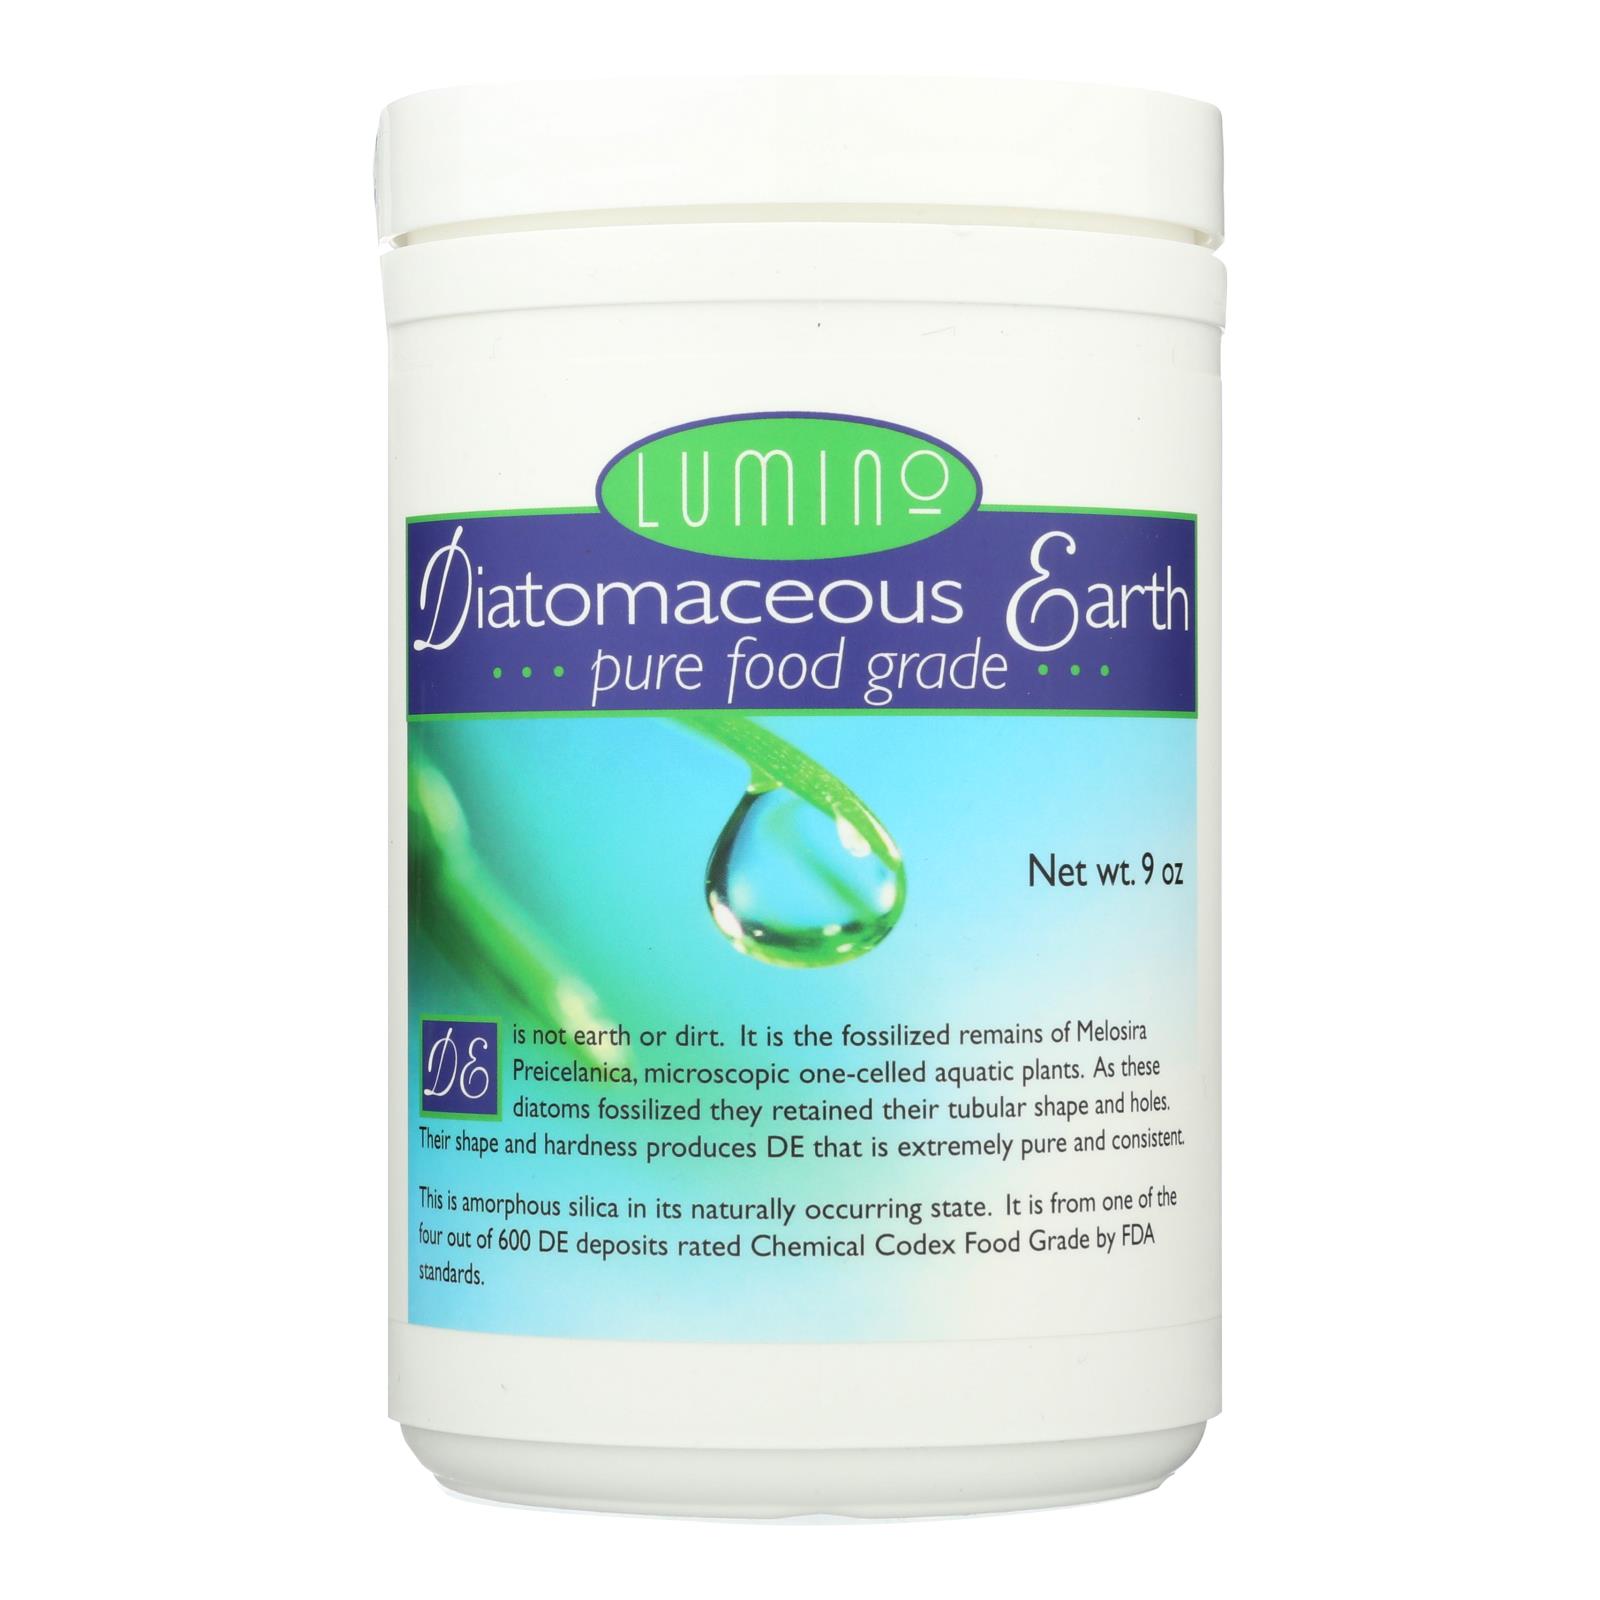 LUMINO
Diatomaceous Earth
• • • pure food grade • • •
Net wt. 9 oz
DE is not earth or dirt. It is the fossilized remains of Melosira
Preicelanica, microscopic one-celled aquatic plants. As these
diatoms fossilized they retained their tubular shape and holes.
Their shape and hardness produces DE that is extremely pure and consistent.
This is amorphous silica in its naturally occurring state. It is from one of the
four out of 600 DE deposits rated Chemical Codex Food Grade by FDA
standards.